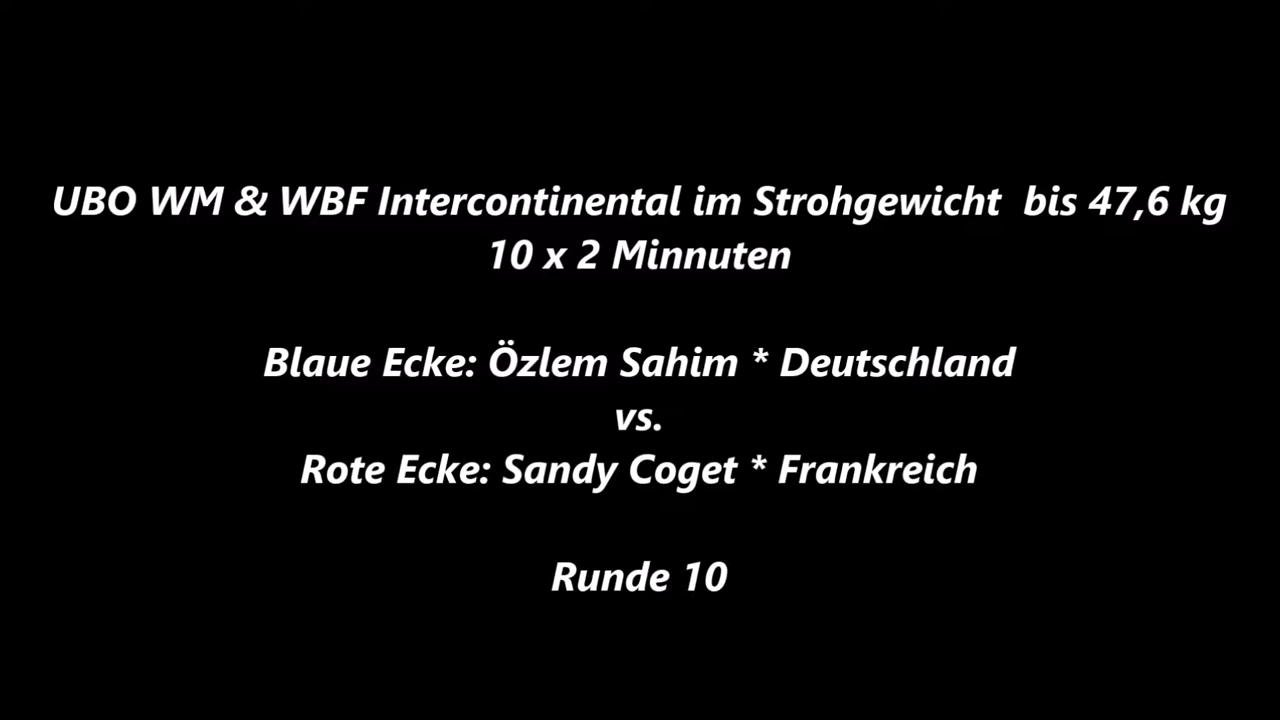 UBO WM & WBF Intercontinental im Strohgewicht bis 47,6 kg
10 x 2 Minnuten
Blaue Ecke: Özlem Sahim * Deutschland
vs.
Rote Ecke: Sandy Coget * Frankreich
Runde 10